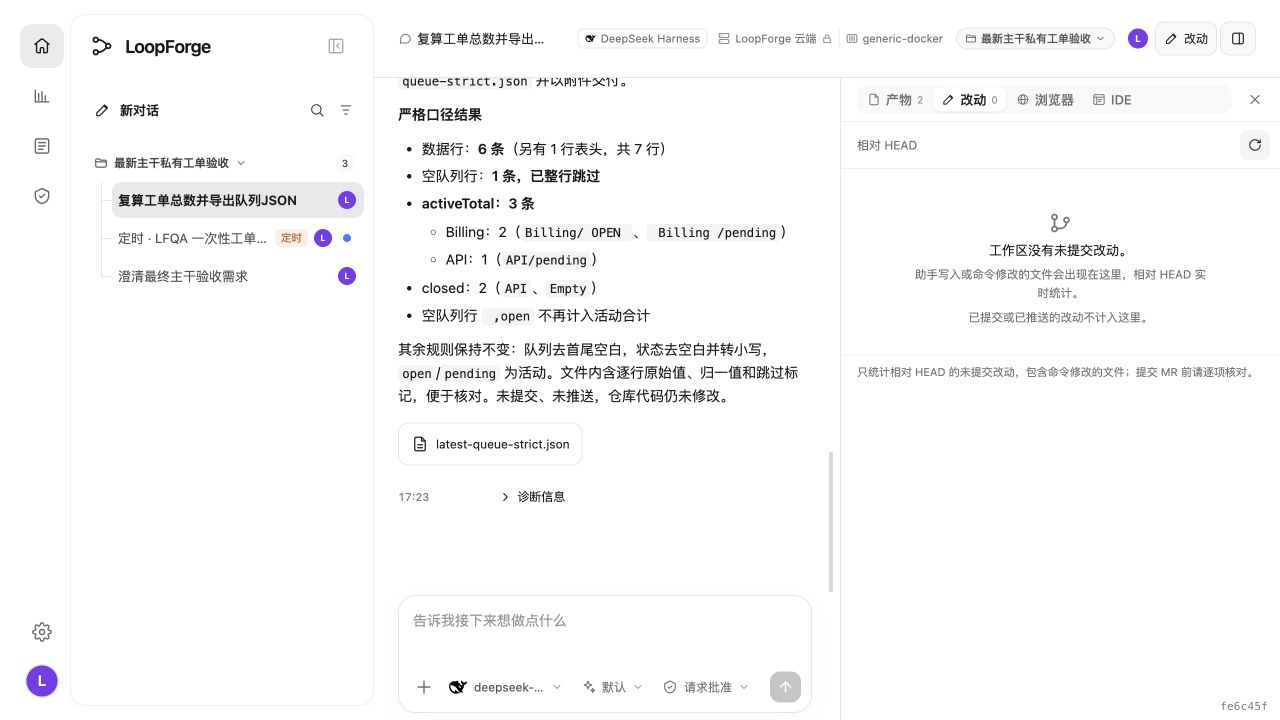 LoopForge
新对话
最新主干私有工单验收
3
复算工单总数并导出队列JSON
L
定时 · LFQA 一次性工单...
定时
L
澄清最终主干验收需求
L
L
复算工单总数并导出...
DeepSeek Harness
LoopForge 云端
generic-docker
最新主干私有工单验收
L
改动
queue-strict.json 并以附件交付。
严格口径结果
• 数据行：6 条（另有 1 行表头，共 7 行）
• 空队列行：1 条，已整行跳过
• activeTotal：3 条
◦ Billing：2（ Billing/ OPEN 、 Billing /pending ）
◦ API：1（ API/pending ）
• closed：2（ API 、 Empty ）
• 空队列行 ,open 不再计入活动合计
其余规则保持不变：队列去首尾空白，状态去空白并转小写，
open / pending 为活动。文件内含逐行原始值、归一值和跳过标
记，便于核对。未提交、未推送，仓库代码仍未修改。
latest-queue-strict.json
17:23
诊断信息
告诉我接下来想做点什么
deepseek-...
默认
请求批准
产物 2
改动 0
浏览器
IDE
相对 HEAD
工作区没有未提交改动。
助手写入或命令修改的文件会出现在这里，相对 HEAD 实
时统计。
已提交或已推送的改动不计入这里。
只统计相对 HEAD 的未提交改动，包含命令修改的文件；提交 MR 前请逐项核对。
fe6c45f